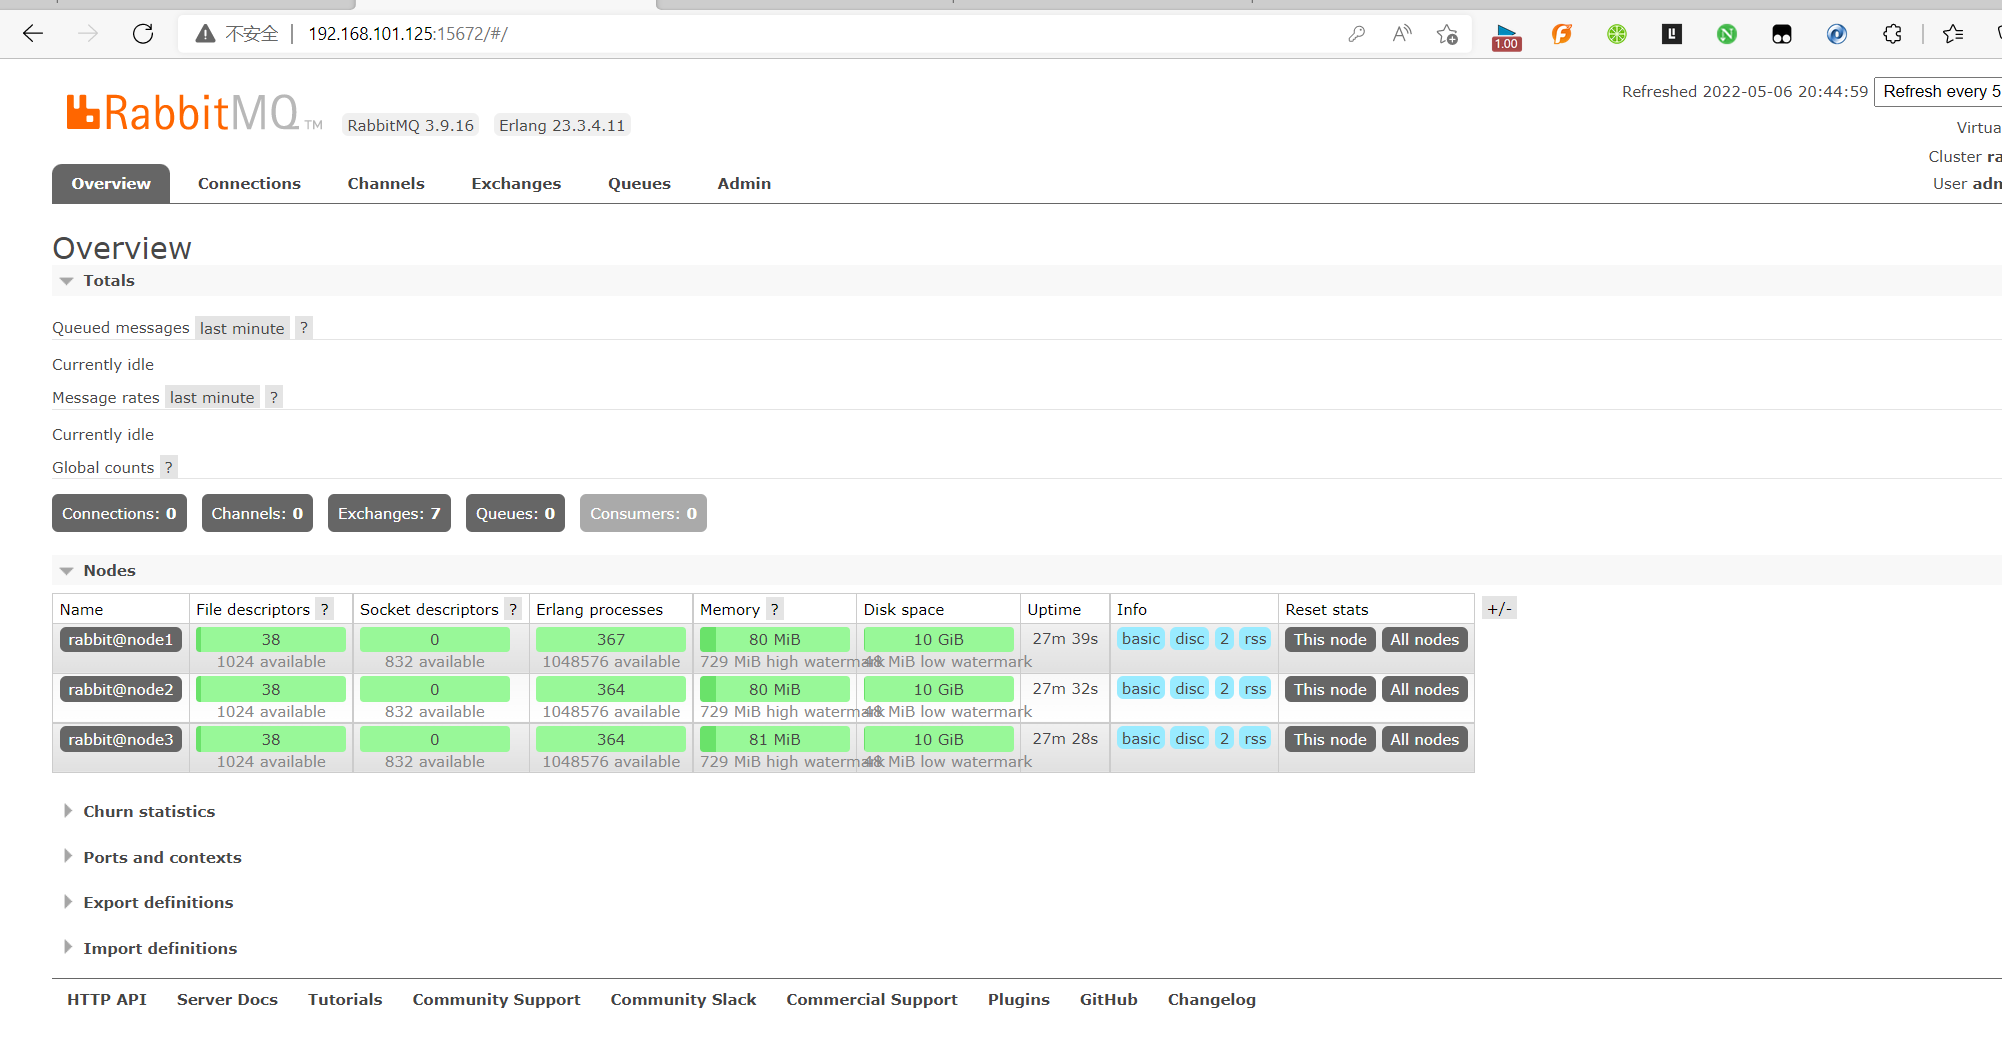 不安全 192.168.101.125:15672/#/
1.00
RabbitMQ TM RabbitMQ 3.9.16 Erlang 23.3.4.11
Refreshed 2022-05-06 20:44:59 Refresh every 5
Cluster
User
Overview Connections Channels Exchanges Queues Admin
Overview
Totals
Queued messages last minute ?
Currently idle
Message rates last minute ?
Currently idle
Global counts ?
Connections: 0 Channels: 0 Exchanges: 7 Queues: 0 Consumers: 0
Nodes
Name File descriptors ? Socket descriptors ? Erlang processes Memory ? Disk space Uptime Info Reset stats +/-
rabbit@node1 38 0 367 80 MiB 10 GiB 27m 39s basic disc 2 rss This node All nodes
1024 available 832 available 1048576 available 729 MiB high watermark 48 MiB low watermark
rabbit@node2 38 0 364 80 MiB 10 GiB 27m 32s basic disc 2 rss This node All nodes
1024 available 832 available 1048576 available 729 MiB high watermark 48 MiB low watermark
rabbit@node3 38 0 364 81 MiB 10 GiB 27m 28s basic disc 2 rss This node All nodes
1024 available 832 available 1048576 available 729 MiB high watermark 48 MiB low watermark
Churn statistics
Ports and contexts
Export definitions
Import definitions
HTTP API Server Docs Tutorials Community Support Community Slack Commercial Support Plugins GitHub Changelog